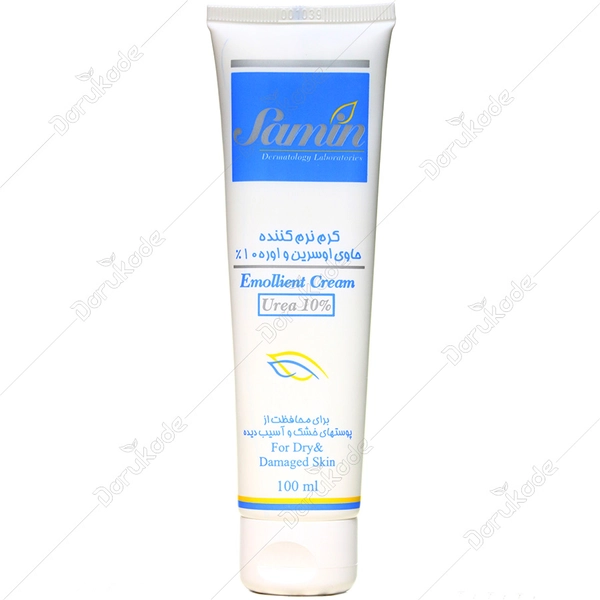 Samin
Dermatology Laboratories
کرم نرم کننده
حاوی اوسرین و اوره ۱۰٪
Emollient Cream
Urea 10%
برای محافظت از
پوستهای خشک و آسیب دیده
For Dry&
Damaged Skin
100 ml
Darukade